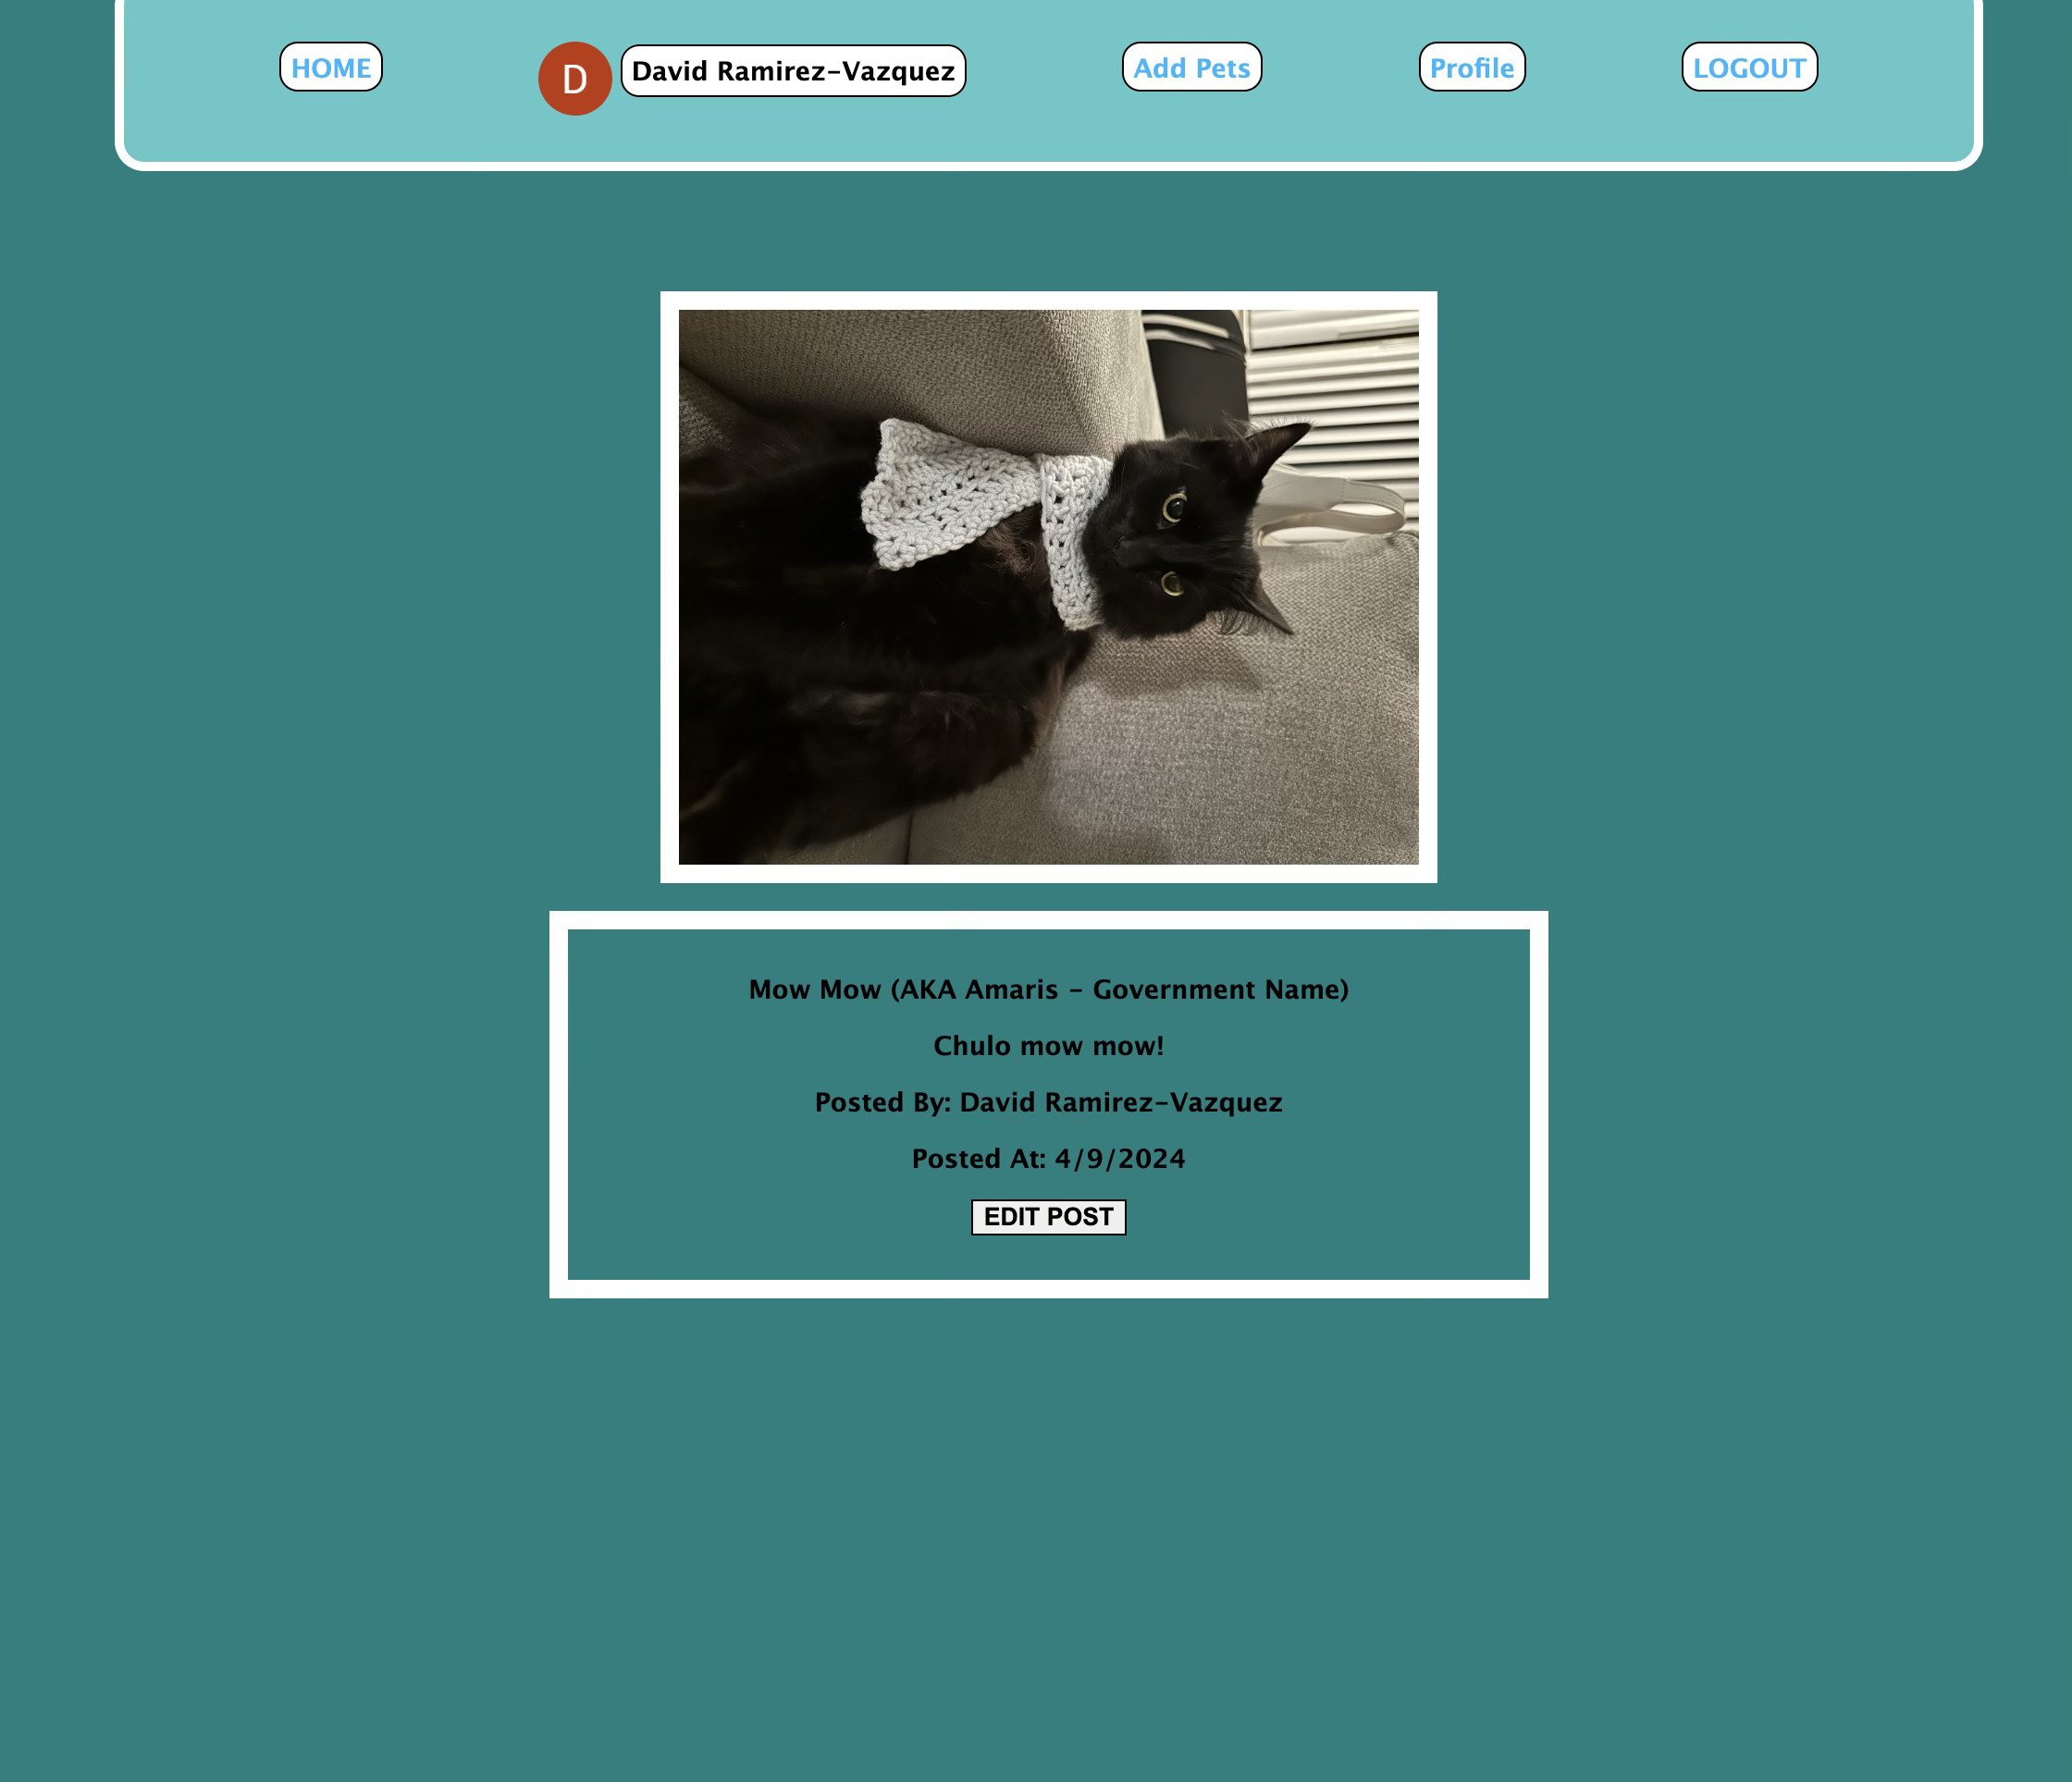 HOME
D
David Ramirez-Vazquez
Add Pets
Profile
LOGOUT
Mow Mow (AKA Amaris - Government Name)
Chulo mow mow!
Posted By: David Ramirez-Vazquez
Posted At: 4/9/2024
EDIT POST